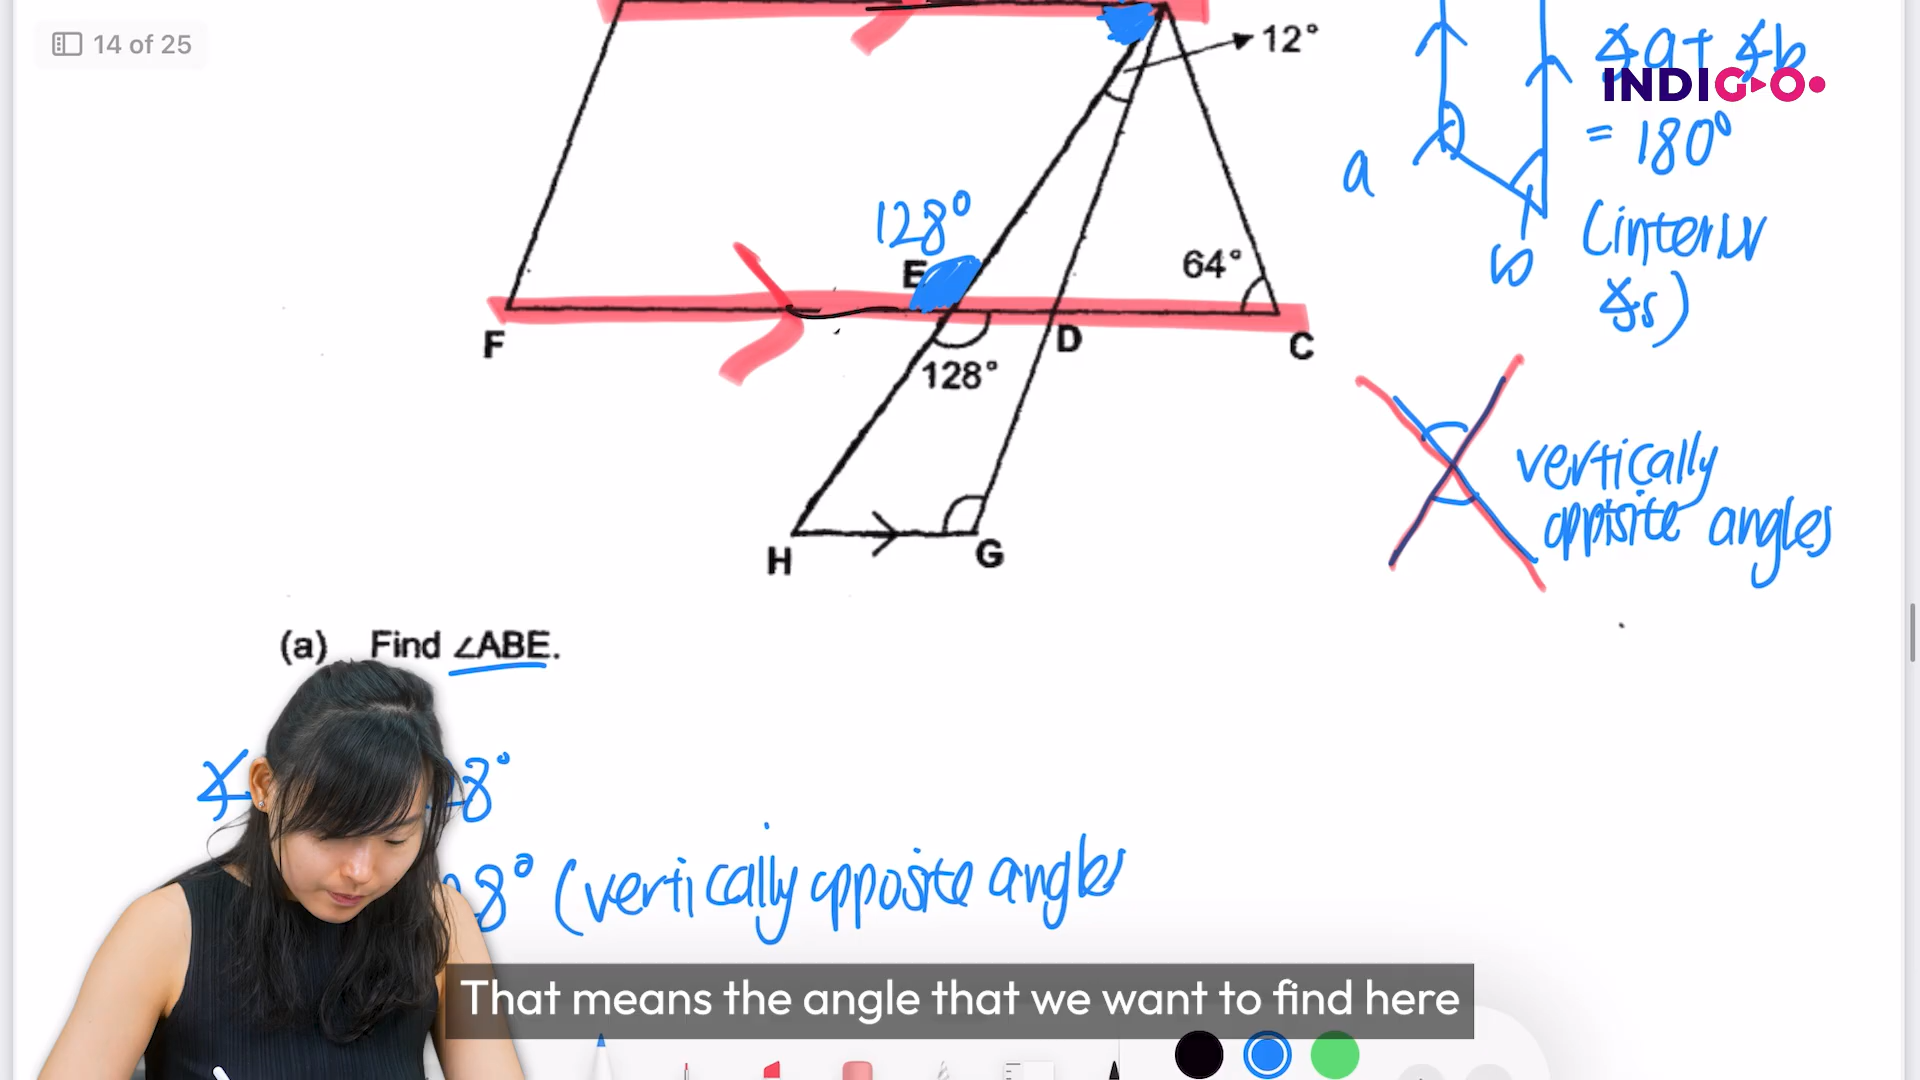 14 of 25
12°
∡a+ ∡b
INDIGO
= 180°
a
128°
(interior
∡s)
64°
b
E
F
D
C
128°
vertically
opposite angles
H
G
(a) Find ∠ABE.
∡
8°
8° (vertically opposite angles
That means the angle that we want to find here